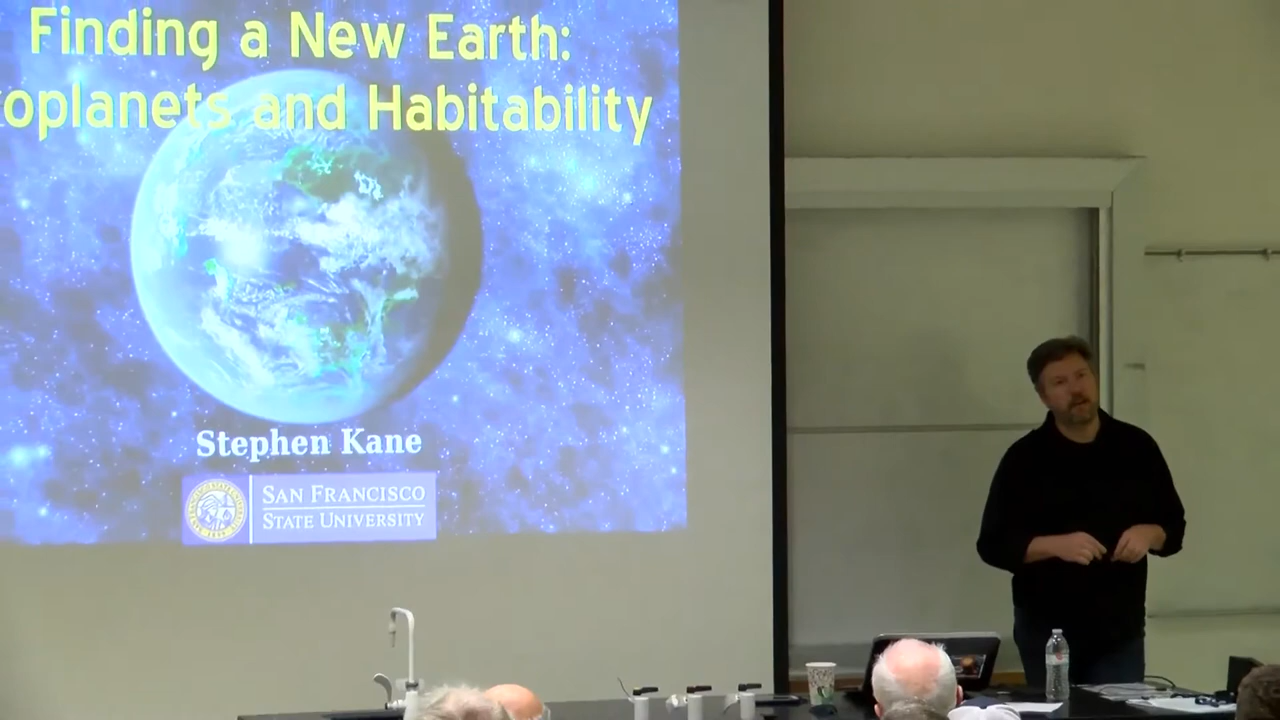 Finding a New Earth:
oplanets and Habitability
Stephen Kane
SAN FRANCISCO
STATE UNIVERSITY